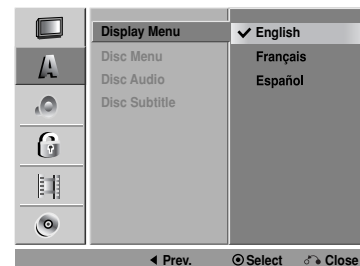 Display Menu
English
Disc Menu
Français
Disc Audio
Español
Disc Subtitle
Prev. Select Close